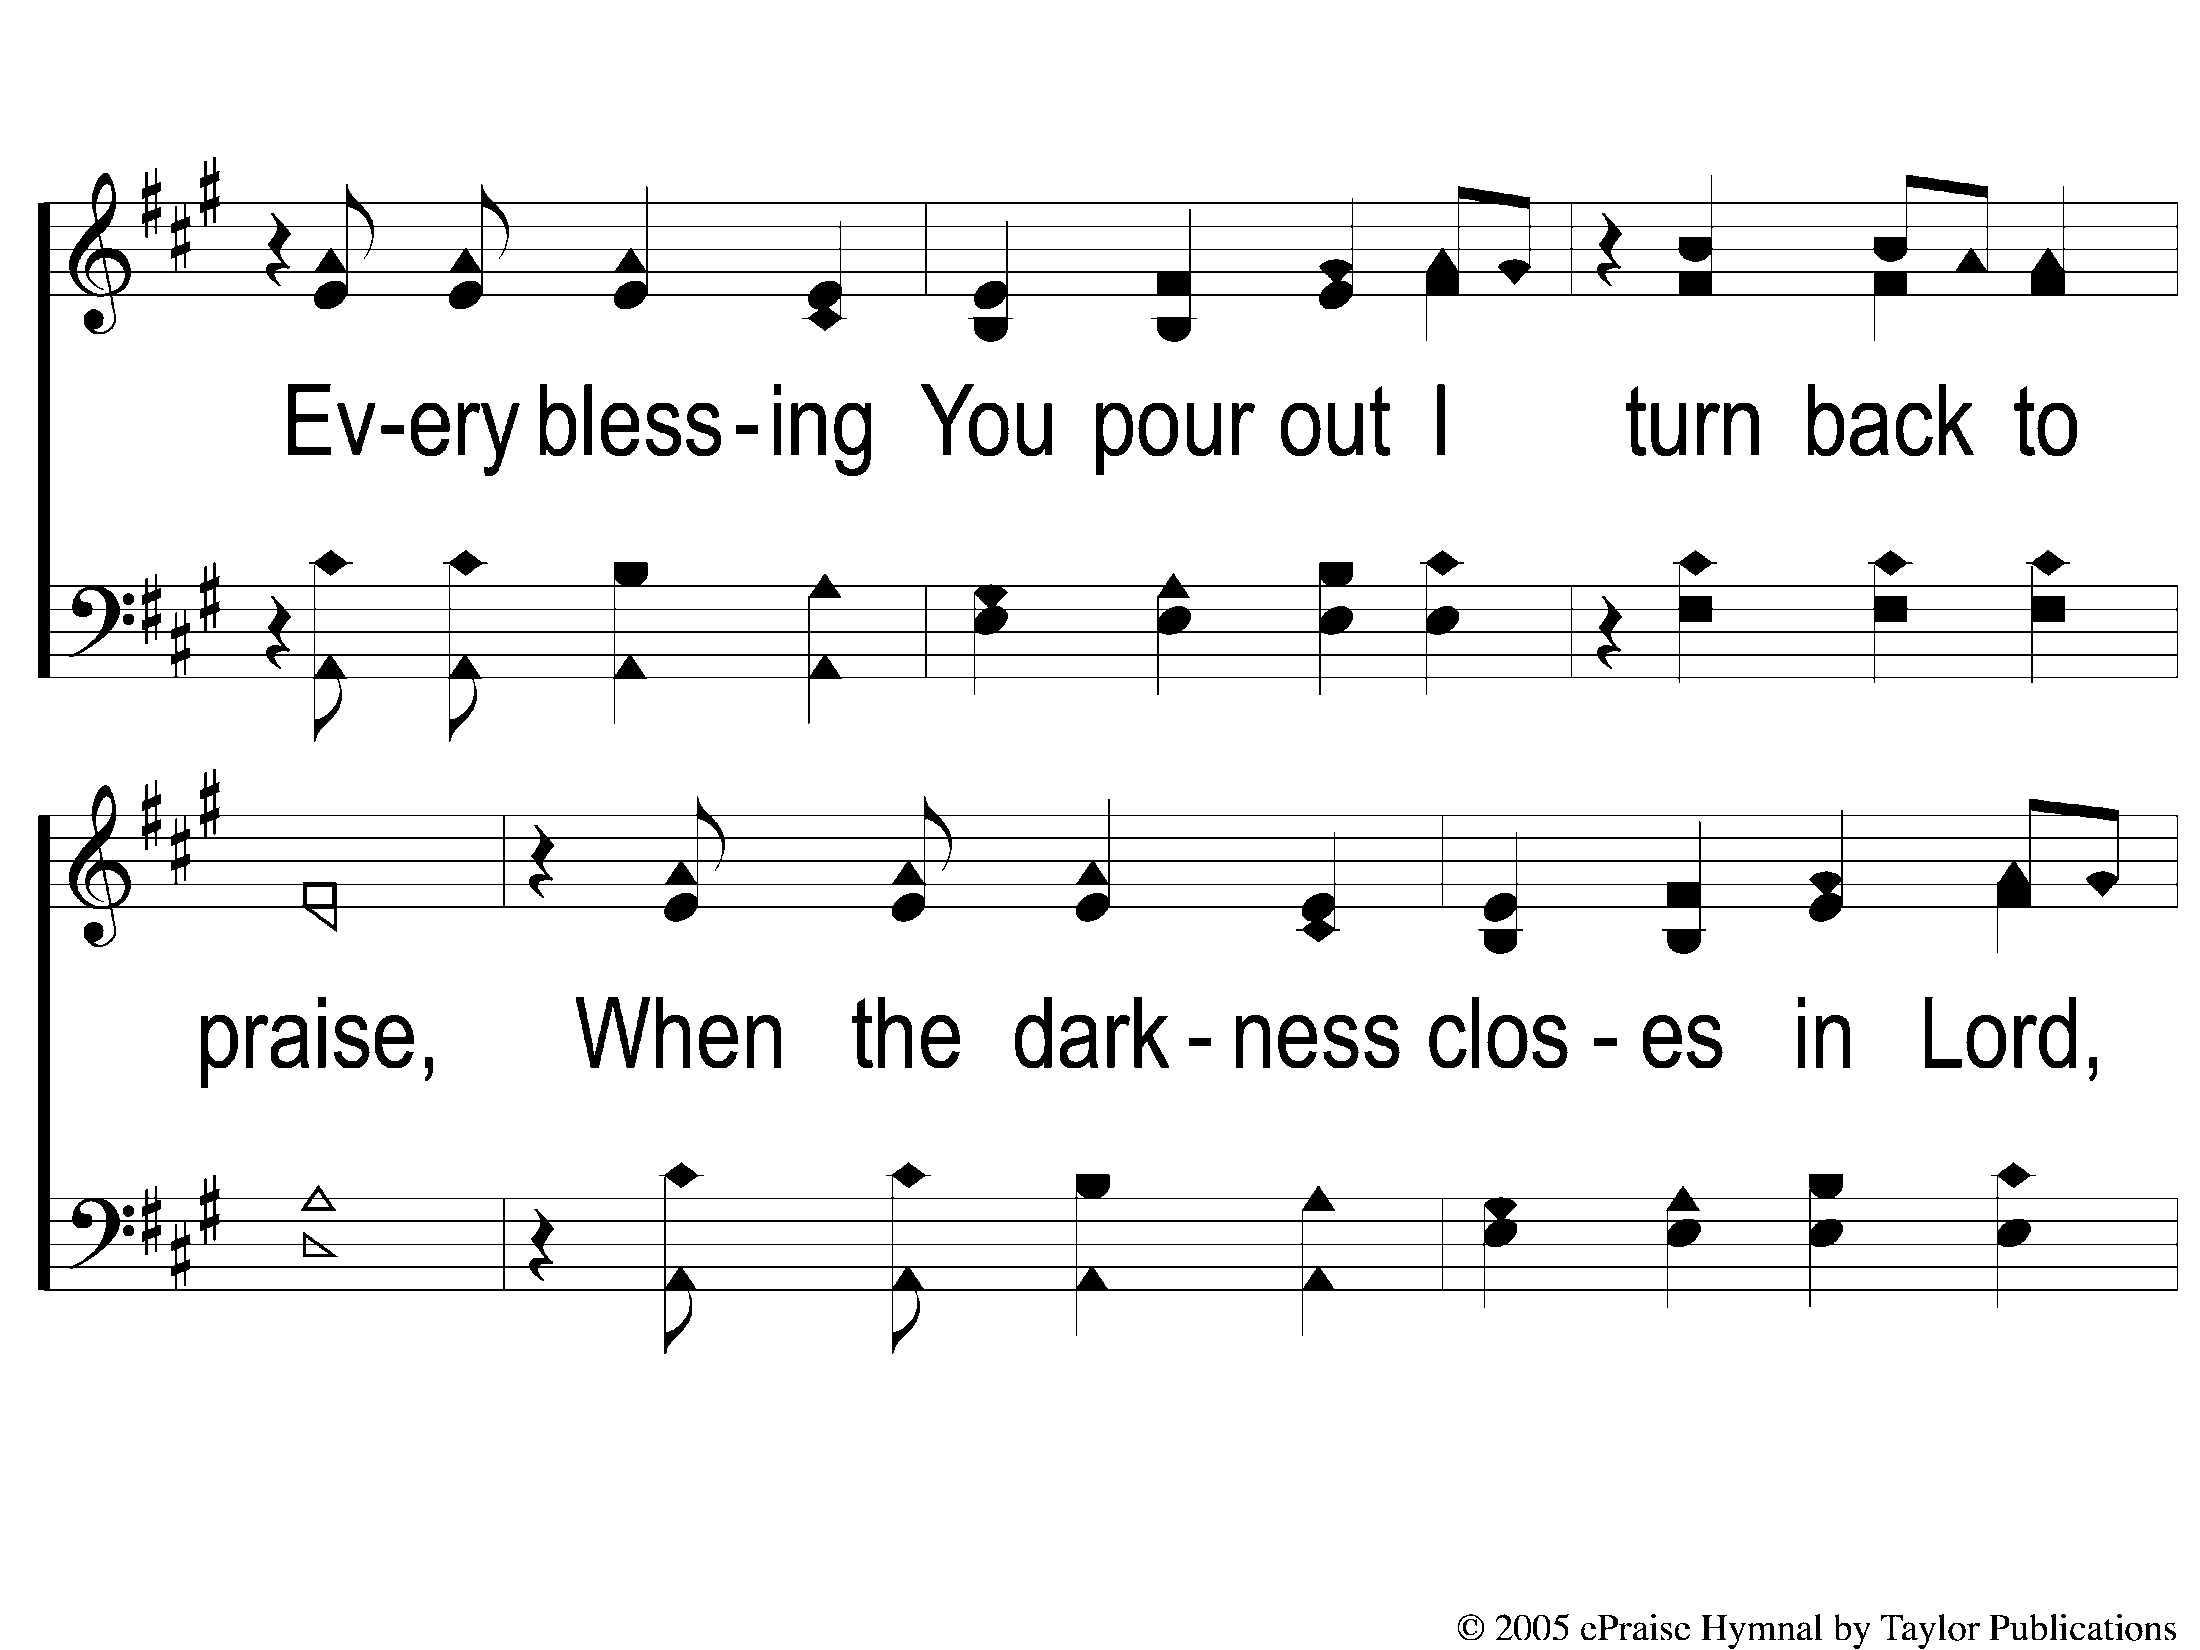 Ev-ery bless-ing You pour out I turn back to
praise, When the dark-ness clos-es in Lord,
© 2005 ePraise Hymnal by Taylor Publications